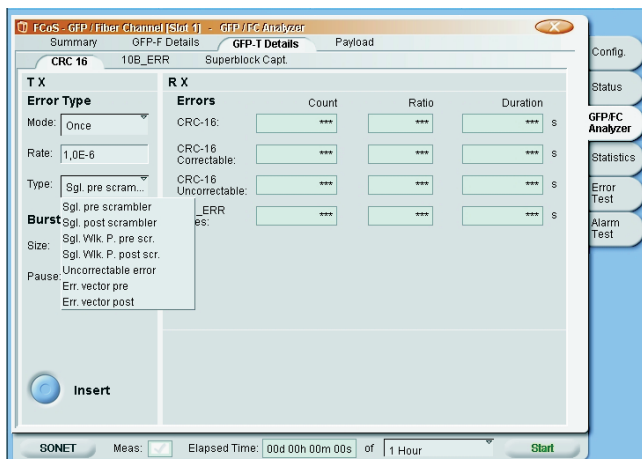 FCoS - GFP / Fiber Channel [Slot 1] - GFP / FC Analyzer
Summary GFP-F Details GFP-T Details Payload
CRC 16 10B_ERR Superblock Capt.
TX
Error Type
Mode: Once
Rate: 1,0E-6
Type: Sgl. pre scram...
Sgl. pre scrambler
Sgl. post scrambler
Sgl. Wlk. P. pre scr.
Sgl. Wlk. P. post scr.
Uncorrectable error
Err. vector pre
Err. vector post
Burst
Size:
Pause:
Insert
RX
Errors Count Ratio Duration
CRC-16: *** *** *** s
CRC-16
Correctable: *** *** *** s
CRC-16
Uncorrectable: *** *** *** s
_ERR
es: *** *** *** s
Config.
Status
GFP/FC
Analyzer
Statistics
Error
Test
Alarm
Test
SONET Meas: Elapsed Time: 00d 00h 00m 00s of 1 Hour Start